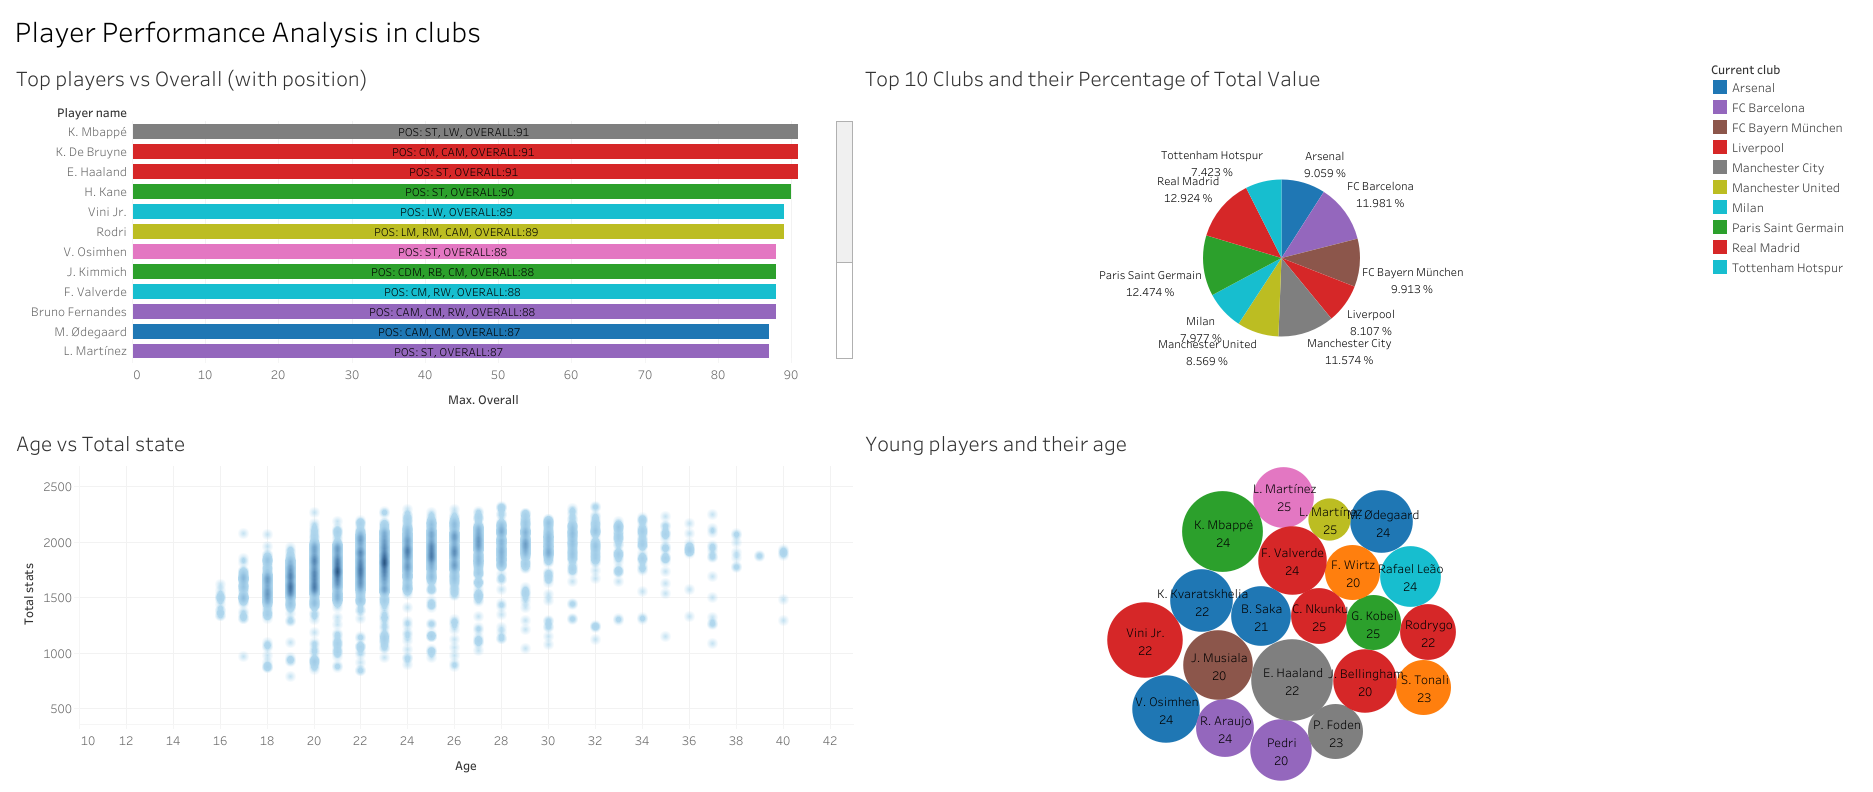 Player Performance Analysis in clubs
Top players vs Overall (with position)
Player name
K. Mbappé POS: ST, LW, OVERALL:91
K. De Bruyne POS: CM, CAM, OVERALL:91
E. Haaland POS: ST, OVERALL:91
H. Kane POS: ST, OVERALL:90
Vini Jr. POS: LW, OVERALL:89
Rodri POS: LM, RM, CAM, OVERALL:89
V. Osimhen POS: ST, OVERALL:88
J. Kimmich POS: CDM, RB, CM, OVERALL:88
F. Valverde POS: CM, RW, OVERALL:88
Bruno Fernandes POS: CAM, CM, RW, OVERALL:88
M. Ødegaard POS: CAM, CM, OVERALL:87
L. Martínez POS: ST, OVERALL:87
0 10 20 30 40 50 60 70 80 90
Max. Overall
Top 10 Clubs and their Percentage of Total Value
Tottenham Hotspur
7.423 %
Arsenal
9.059 %
Real Madrid
12.924 %
FC Barcelona
11.981 %
Paris Saint Germain
12.474 %
FC Bayern München
9.913 %
Milan
7.977 %
Liverpool
8.107 %
Manchester United
8.569 %
Manchester City
11.574 %
Current club
Arsenal
FC Barcelona
FC Bayern München
Liverpool
Manchester City
Manchester United
Milan
Paris Saint Germain
Real Madrid
Tottenham Hotspur
Age vs Total state
Total stats
2500
2000
1500
1000
500
10 12 14 16 18 20 22 24 26 28 30 32 34 36 38 40 42
Age
Young players and their age
L. Martínez
25
L. Martínez
25
M. Ødegaard
24
K. Mbappé
24
F. Valverde
24
F. Wirtz
20
Rafael Leão
24
K. Kvaratskhelia
22
B. Saka
21
C. Nkunku
25
G. Kobel
25
Rodrygo
22
Vini Jr.
22
J. Musiala
20
E. Haaland
22
J. Bellingham
20
S. Tonali
23
V. Osimhen
24
R. Araujo
24
Pedri
20
P. Foden
23